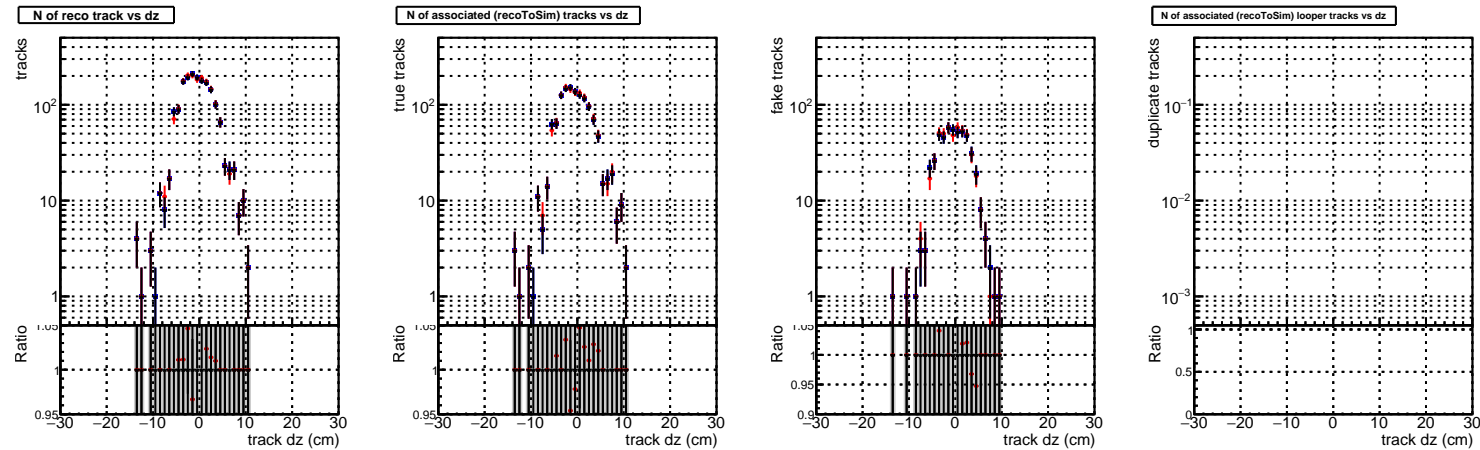 N of reco track vs dz
N of associated (recoToSim) tracks vs dz
N of associated (recoToSim) looper tracks vs dz
tracks
10²
10
1
Ratio
1.05
1
0.95
−30 −20 −10 0 10 20 30
track dz (cm)
true tracks
10²
10
1
Ratio
1.05
1
0.95
−30 −20 −10 0 10 20 30
track dz (cm)
fake tracks
10²
10
1
Ratio
1
0.95
0.9
−30 −20 −10 0 10 20 30
track dz (cm)
duplicate tracks
10⁻¹
10⁻²
10⁻³
Ratio
1
0.5
0
−30 −20 −10 0 10 20 30
track dz (cm)